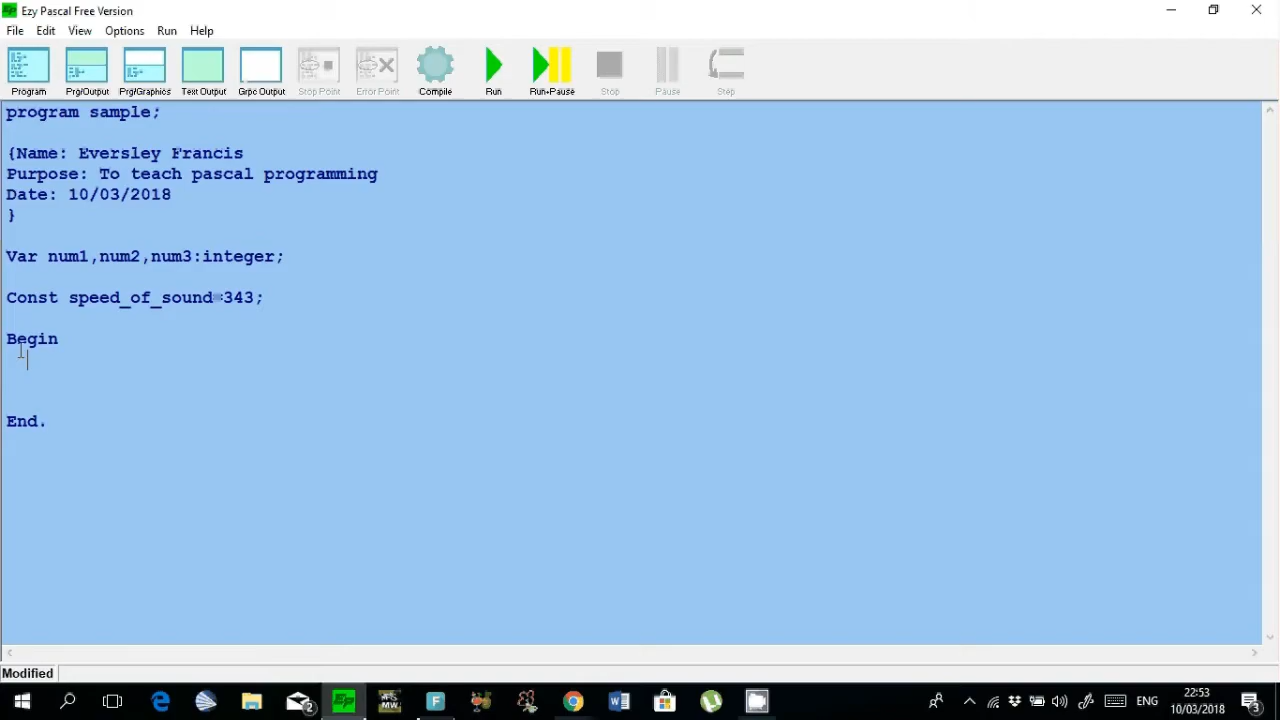 Ep Ezy Pascal Free Version
File Edit View Options Run Help
Program Prg/Output Prg/Graphics Text Output Grpc Output Stop Point Error Point Compile Run Run+Pause Stop Pause Step
program sample;
{Name: Eversley Francis
Purpose: To teach pascal programming
Date: 10/03/2018
}
Var num1,num2,num3:integer;
Const speed_of_sound=343;
Begin
End.
Modified
22:53
ENG
10/03/2018